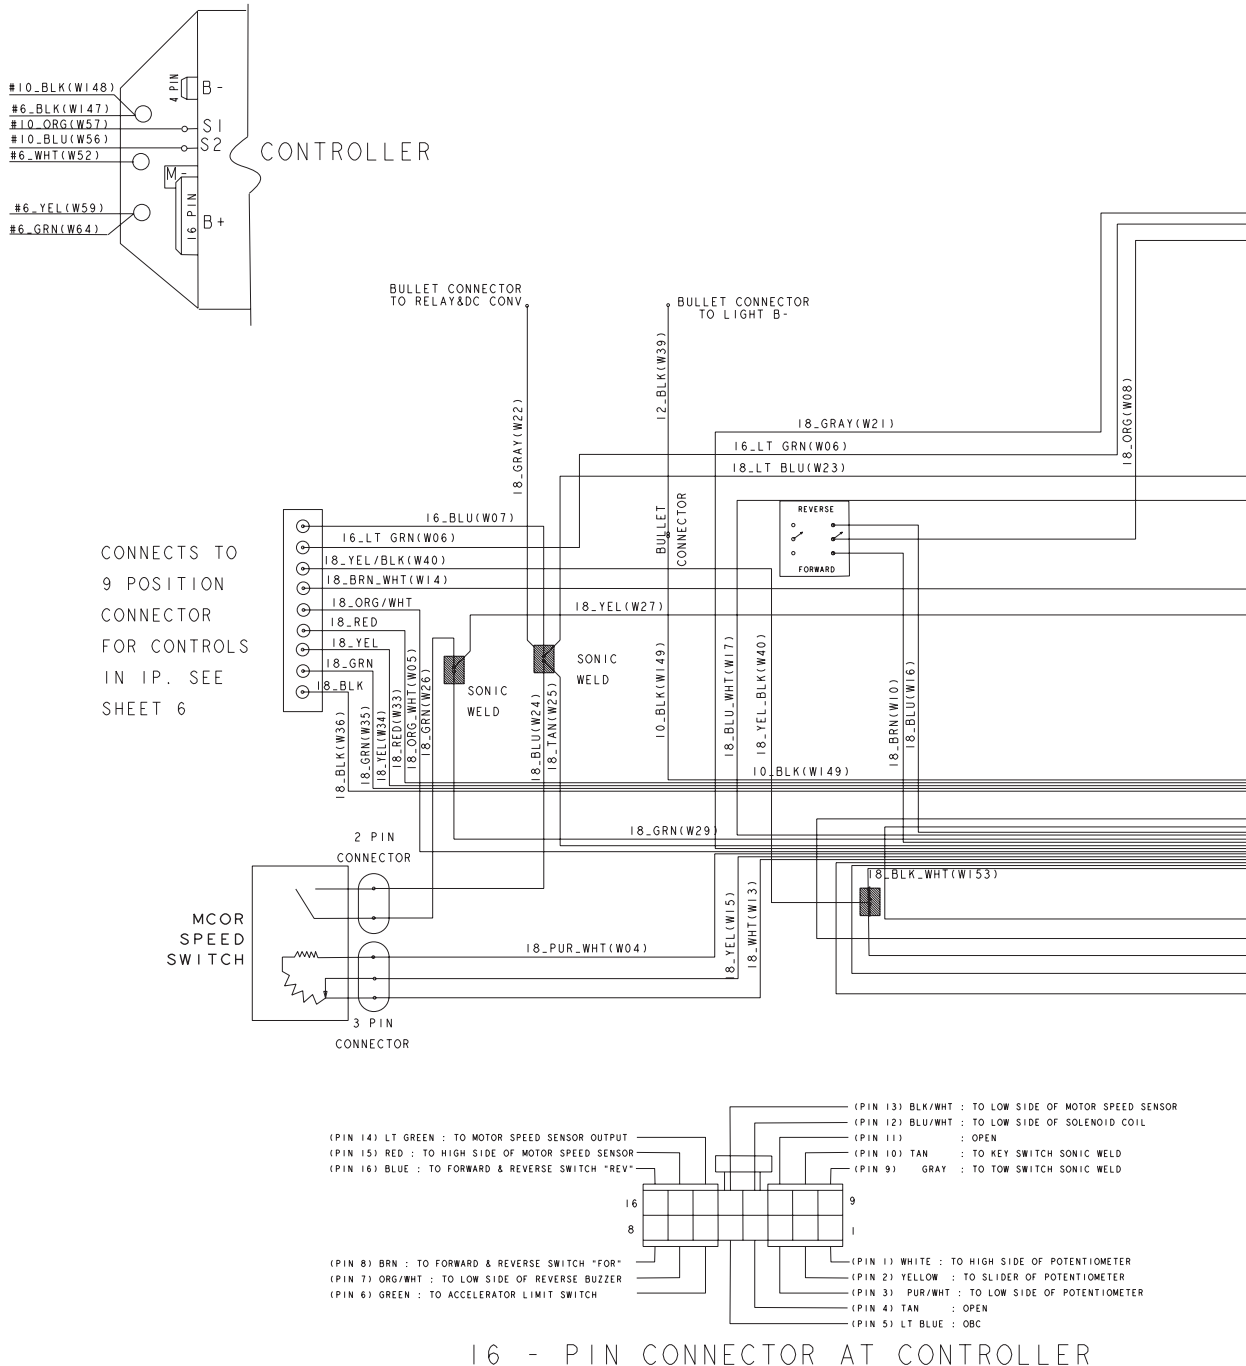 #10_BLK(W148)
#6_BLK(W147)
#10_ORG(W57)
#10_BLU(W56)
#6_WHT(W52)
#6_YEL(W59)
#6_GRN(W64)
4 PIN
B-
S1
S2
M-
16 PIN
B+
CONTROLLER
BULLET CONNECTOR
TO RELAY&DC CONV
BULLET CONNECTOR
TO LIGHT B-
18_GRAY(W22)
12_BLK(W39)
18_GRAY(W21)
16_LT GRN(W06)
18_LT BLU(W23)
18_ORG(W08)
BULLET
CONNECTOR
REVERSE
FORWARD
CONNECTS TO
9 POSITION
CONNECTOR
FOR CONTROLS
IN IP. SEE
SHEET 6
16_BLU(W07)
16_LT GRN(W06)
18_YEL/BLK(W40)
18_BRN_WHT(W14)
18_ORG/WHT
18_RED
18_YEL
18_GRN
18_BLK
18_YEL(W27)
SONIC
WELD
SONIC
WELD
18_BLK(W36)
18_GRN(W35)
18_YEL(W34)
18_RED(W33)
18_ORG_WHT(W05)
18_GRN(W26)
18_BLU(W24)
18_TAN(W25)
10_BLK(W149)
18_BLU_WHT(W17)
18_YEL_BLK(W40)
18_BRN(W10)
18_BLU(W16)
10_BLK(W149)
18_GRN(W29)
2 PIN
CONNECTOR
18_BLK_WHT(W153)
MCOR
SPEED
SWITCH
18_PUR_WHT(W04)
18_YEL(W15)
18_WHT(W13)
3 PIN
CONNECTOR
(PIN 14) LT GREEN : TO MOTOR SPEED SENSOR OUTPUT
(PIN 15) RED : TO HIGH SIDE OF MOTOR SPEED SENSOR
(PIN 16) BLUE : TO FORWARD & REVERSE SWITCH "REV"
(PIN 13) BLK/WHT : TO LOW SIDE OF MOTOR SPEED SENSOR
(PIN 12) BLU/WHT : TO LOW SIDE OF SOLENOID COIL
(PIN 11) : OPEN
(PIN 10) TAN : TO KEY SWITCH SONIC WELD
(PIN 9) GRAY : TO TOW SWITCH SONIC WELD
16
9
8
1
(PIN 8) BRN : TO FORWARD & REVERSE SWITCH "FOR"
(PIN 7) ORG/WHT : TO LOW SIDE OF REVERSE BUZZER
(PIN 6) GREEN : TO ACCELERATOR LIMIT SWITCH
(PIN 1) WHITE : TO HIGH SIDE OF POTENTIOMETER
(PIN 2) YELLOW : TO SLIDER OF POTENTIOMETER
(PIN 3) PUR/WHT : TO LOW SIDE OF POTENTIOMETER
(PIN 4) TAN : OPEN
(PIN 5) LT BLUE : OBC
16 - PIN CONNECTOR AT CONTROLLER